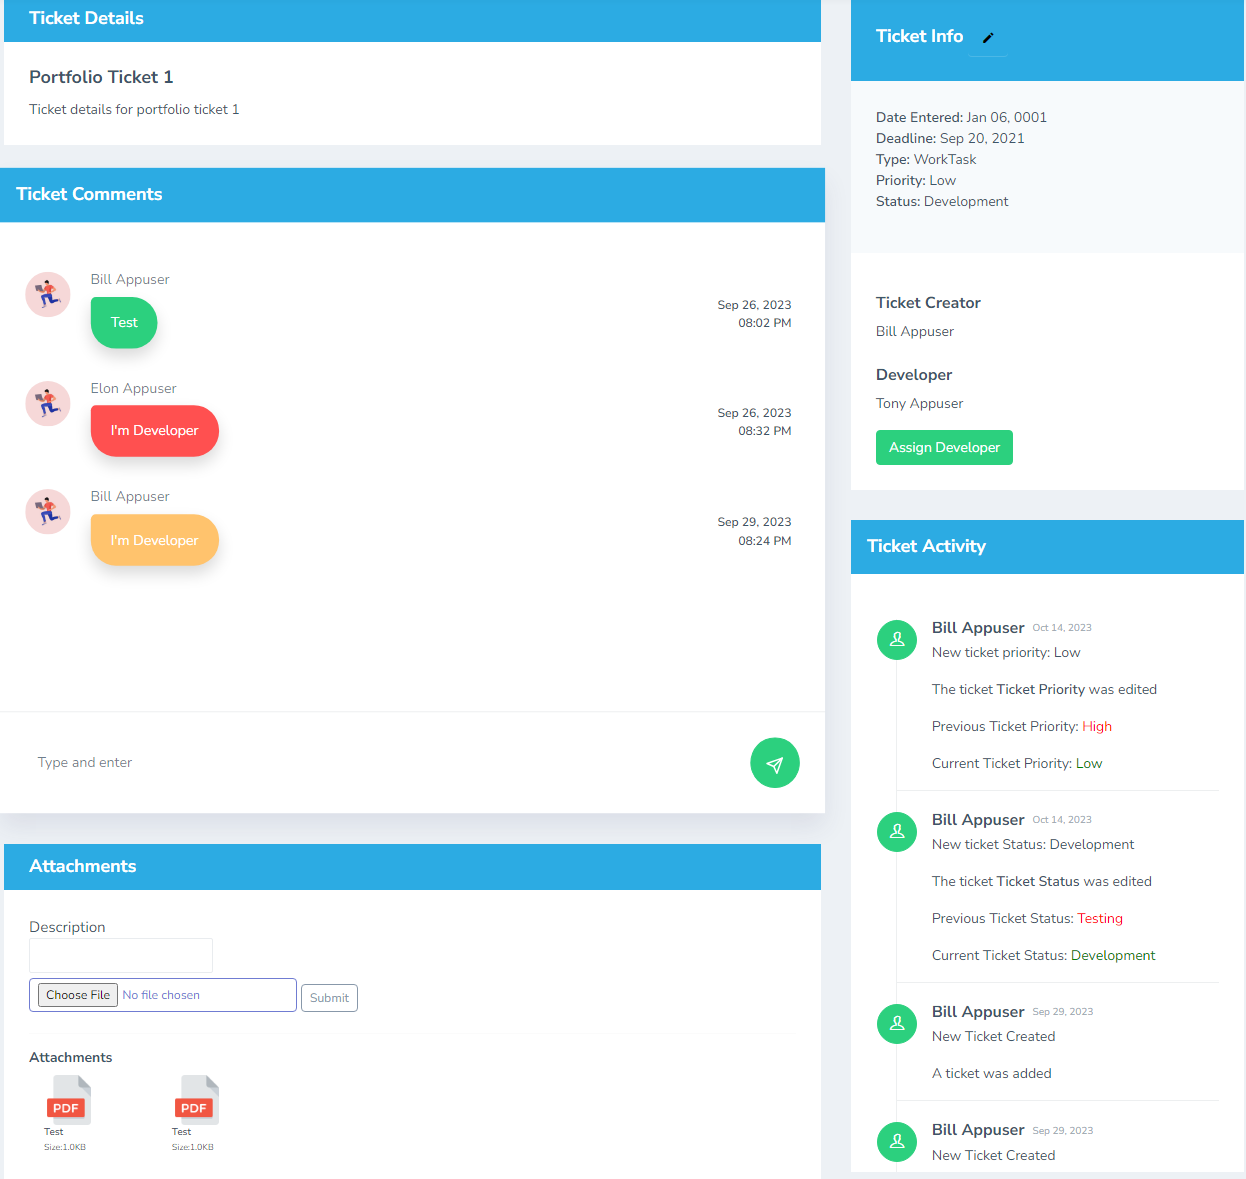 Ticket Details
Portfolio Ticket 1
Ticket details for portfolio ticket 1
Ticket Comments
Bill Appuser
Test
Sep 26, 2023
08:02 PM
Elon Appuser
I'm Developer
Sep 26, 2023
08:32 PM
Bill Appuser
I'm Developer
Sep 29, 2023
08:24 PM
Type and enter
Attachments
Description
Choose File No file chosen Submit
Attachments
PDF PDF
Test Test
Size:1.0KB Size:1.0KB
Ticket Info
Date Entered: Jan 06, 0001
Deadline: Sep 20, 2021
Type: WorkTask
Priority: Low
Status: Development
Ticket Creator
Bill Appuser
Developer
Tony Appuser
Assign Developer
Ticket Activity
Bill Appuser Oct 14, 2023
New ticket priority: Low
The ticket Ticket Priority was edited
Previous Ticket Priority: High
Current Ticket Priority: Low
Bill Appuser Oct 14, 2023
New ticket Status: Development
The ticket Ticket Status was edited
Previous Ticket Status: Testing
Current Ticket Status: Development
Bill Appuser Sep 29, 2023
New Ticket Created
A ticket was added
Bill Appuser Sep 29, 2023
New Ticket Created